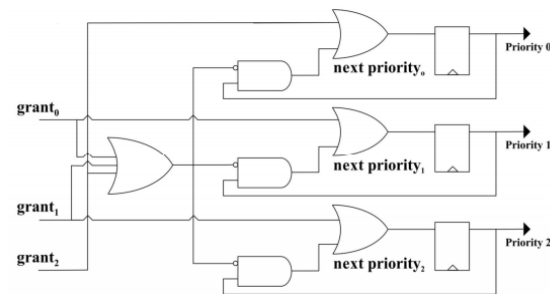 Priority 0
next priority₀
grant₀
Priority 1
next priority₁
grant₁
grant₂
Priority 2
next priority₂